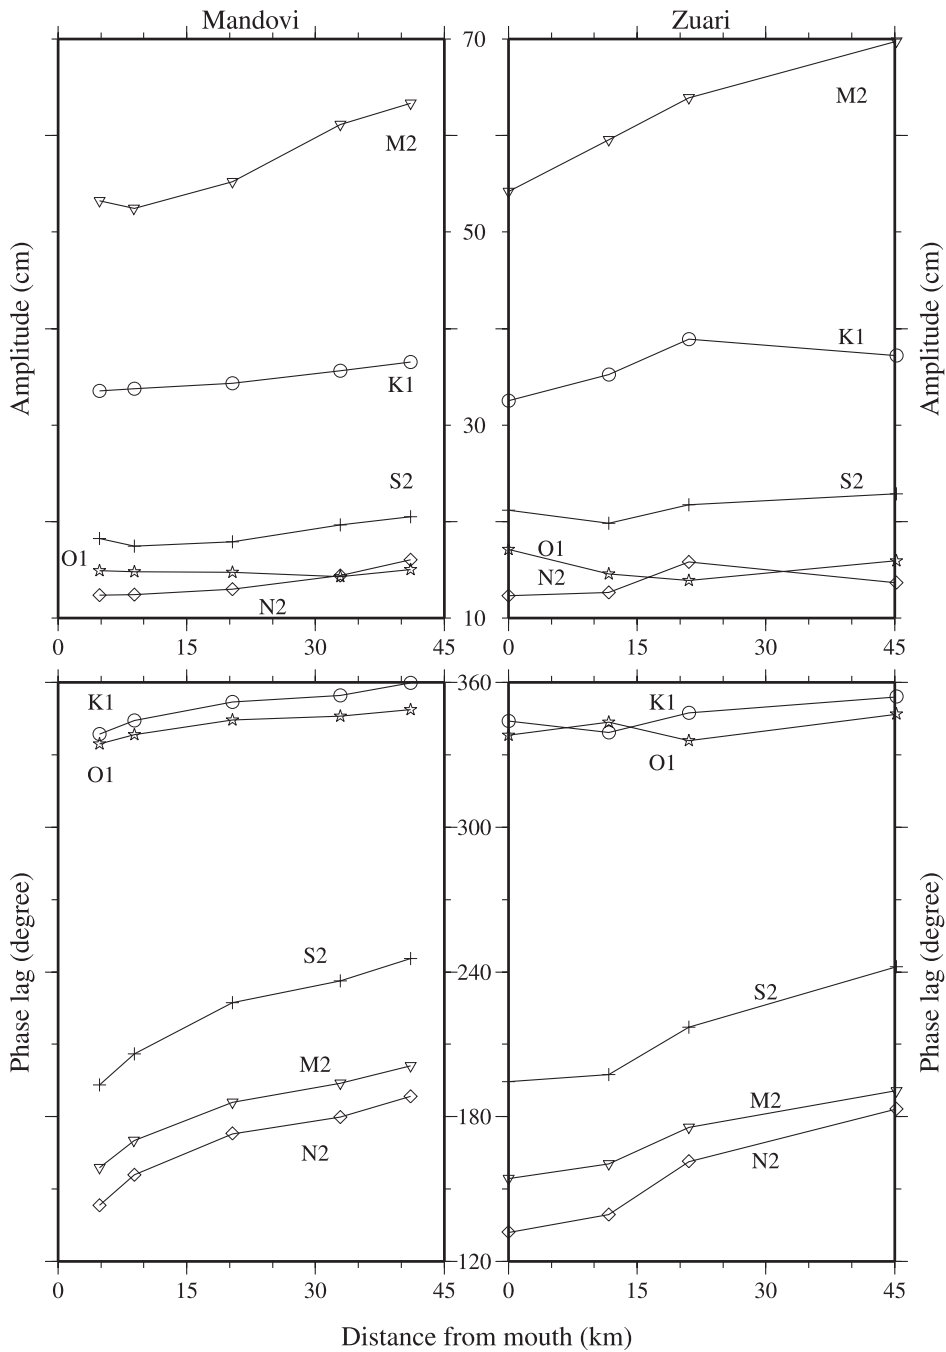 Mandovi Zuari
70
M2 M2
50
Amplitude (cm) Amplitude (cm)
K1
K1
30
S2 S2
O1 O1
N2
N2
10
0 15 30 45 0 15 30 45
360
K1 K1
O1 O1
300
Phase lag (degree) Phase lag (degree)
S2
240
S2
M2 M2
180
N2 N2
120
0 15 30 45 0 15 30 45
Distance from mouth (km)